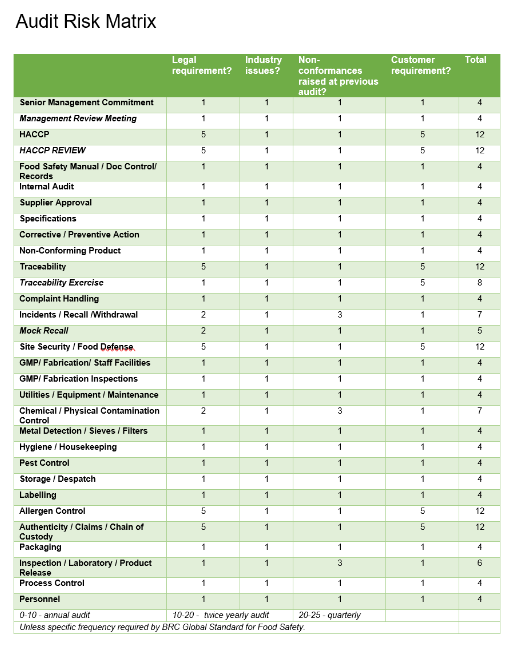 Audit Risk Matrix
Legal requirement? Industry issues? Non-conformances raised at previous audit? Customer requirement? Total
Senior Management Commitment 1 1 1 1 4
Management Review Meeting 1 1 1 1 4
HACCP 5 1 1 5 12
HACCP REVIEW 5 1 1 5 12
Food Safety Manual / Doc Control/ Records 1 1 1 1 4
Internal Audit 1 1 1 1 4
Supplier Approval 1 1 1 1 4
Specifications 1 1 1 1 4
Corrective / Preventive Action 1 1 1 1 4
Non-Conforming Product 1 1 1 1 4
Traceability 5 1 1 5 12
Traceability Exercise 1 1 1 5 8
Complaint Handling 1 1 1 1 4
Incidents / Recall /Withdrawal 2 1 3 1 7
Mock Recall 2 1 1 1 5
Site Security / Food Defense. 5 1 1 5 12
GMP/ Fabrication/ Staff Facilities 1 1 1 1 4
GMP/ Fabrication Inspections 1 1 1 1 4
Utilities / Equipment / Maintenance 1 1 1 1 4
Chemical / Physical Contamination Control 2 1 3 1 7
Metal Detection / Sieves / Filters 1 1 1 1 4
Hygiene / Housekeeping 1 1 1 1 4
Pest Control 1 1 1 1 4
Storage / Despatch 1 1 1 1 4
Labelling 1 1 1 1 4
Allergen Control 5 1 1 5 12
Authenticity / Claims / Chain of Custody 5 1 1 5 12
Packaging 1 1 1 1 4
Inspection / Laboratory / Product Release 1 1 3 1 6
Process Control 1 1 1 1 4
Personnel 1 1 1 1 4
0-10 - annual audit 10-20 - twice yearly audit 20-25 - quarterly
Unless specific frequency required by BRC Global Standard for Food Safety.